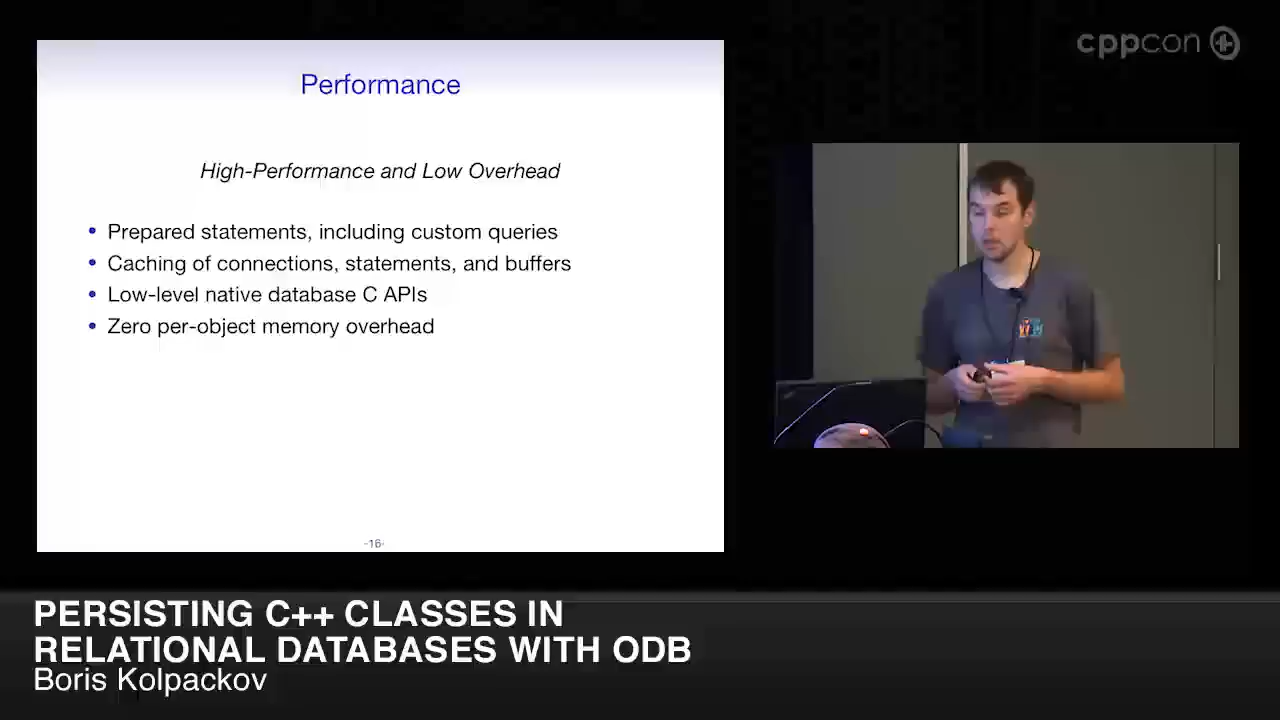 cppcon
Performance
High-Performance and Low Overhead
• Prepared statements, including custom queries
• Caching of connections, statements, and buffers
• Low-level native database C APIs
• Zero per-object memory overhead
-16-
PERSISTING C++ CLASSES IN
RELATIONAL DATABASES WITH ODB
Boris Kolpackov